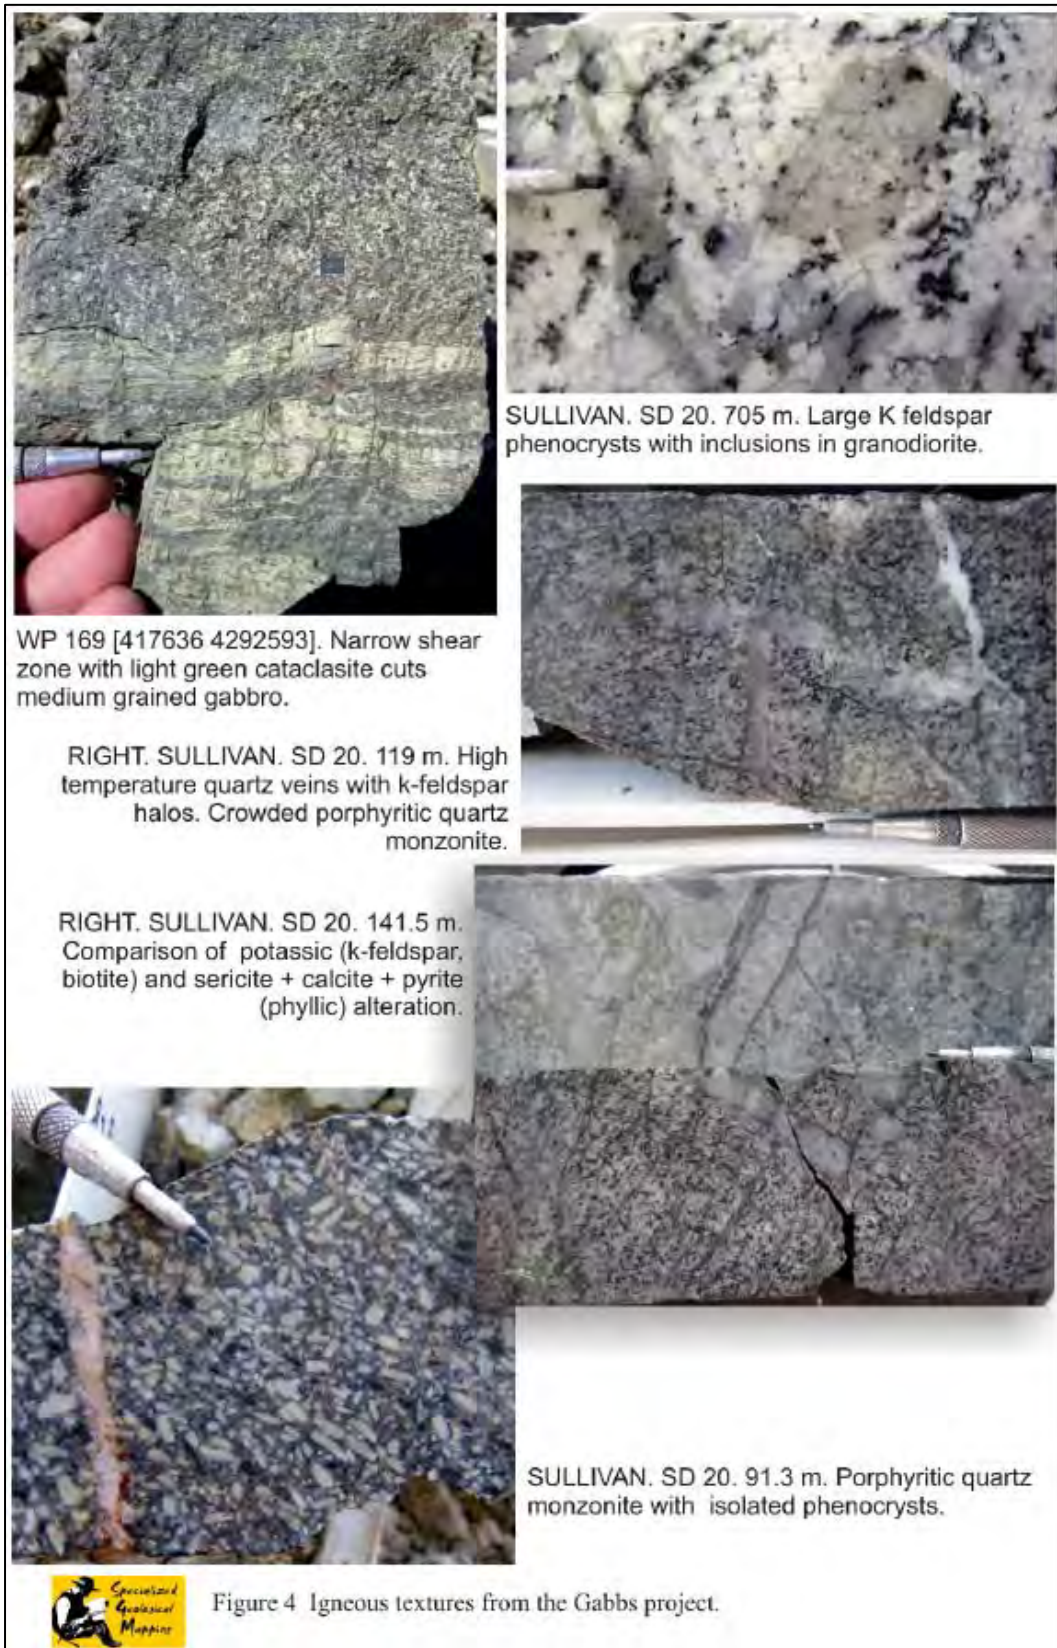 SULLIVAN. SD 20. 705 m. Large K feldspar
phenocrysts with inclusions in granodiorite.
WP 169 [417636 4292593]. Narrow shear
zone with light green cataclasite cuts
medium grained gabbro.
RIGHT. SULLIVAN. SD 20. 119 m. High
temperature quartz veins with k-feldspar
halos. Crowded porphyritic quartz
monzonite.
RIGHT. SULLIVAN. SD 20. 141.5 m.
Comparison of potassic (k-feldspar,
biotite) and sericite + calcite + pyrite
(phyllic) alteration.
SULLIVAN. SD 20. 91.3 m. Porphyritic quartz
monzonite with isolated phenocrysts.
Specialized
Geological
Mapping
Figure 4 Igneous textures from the Gabbs project.